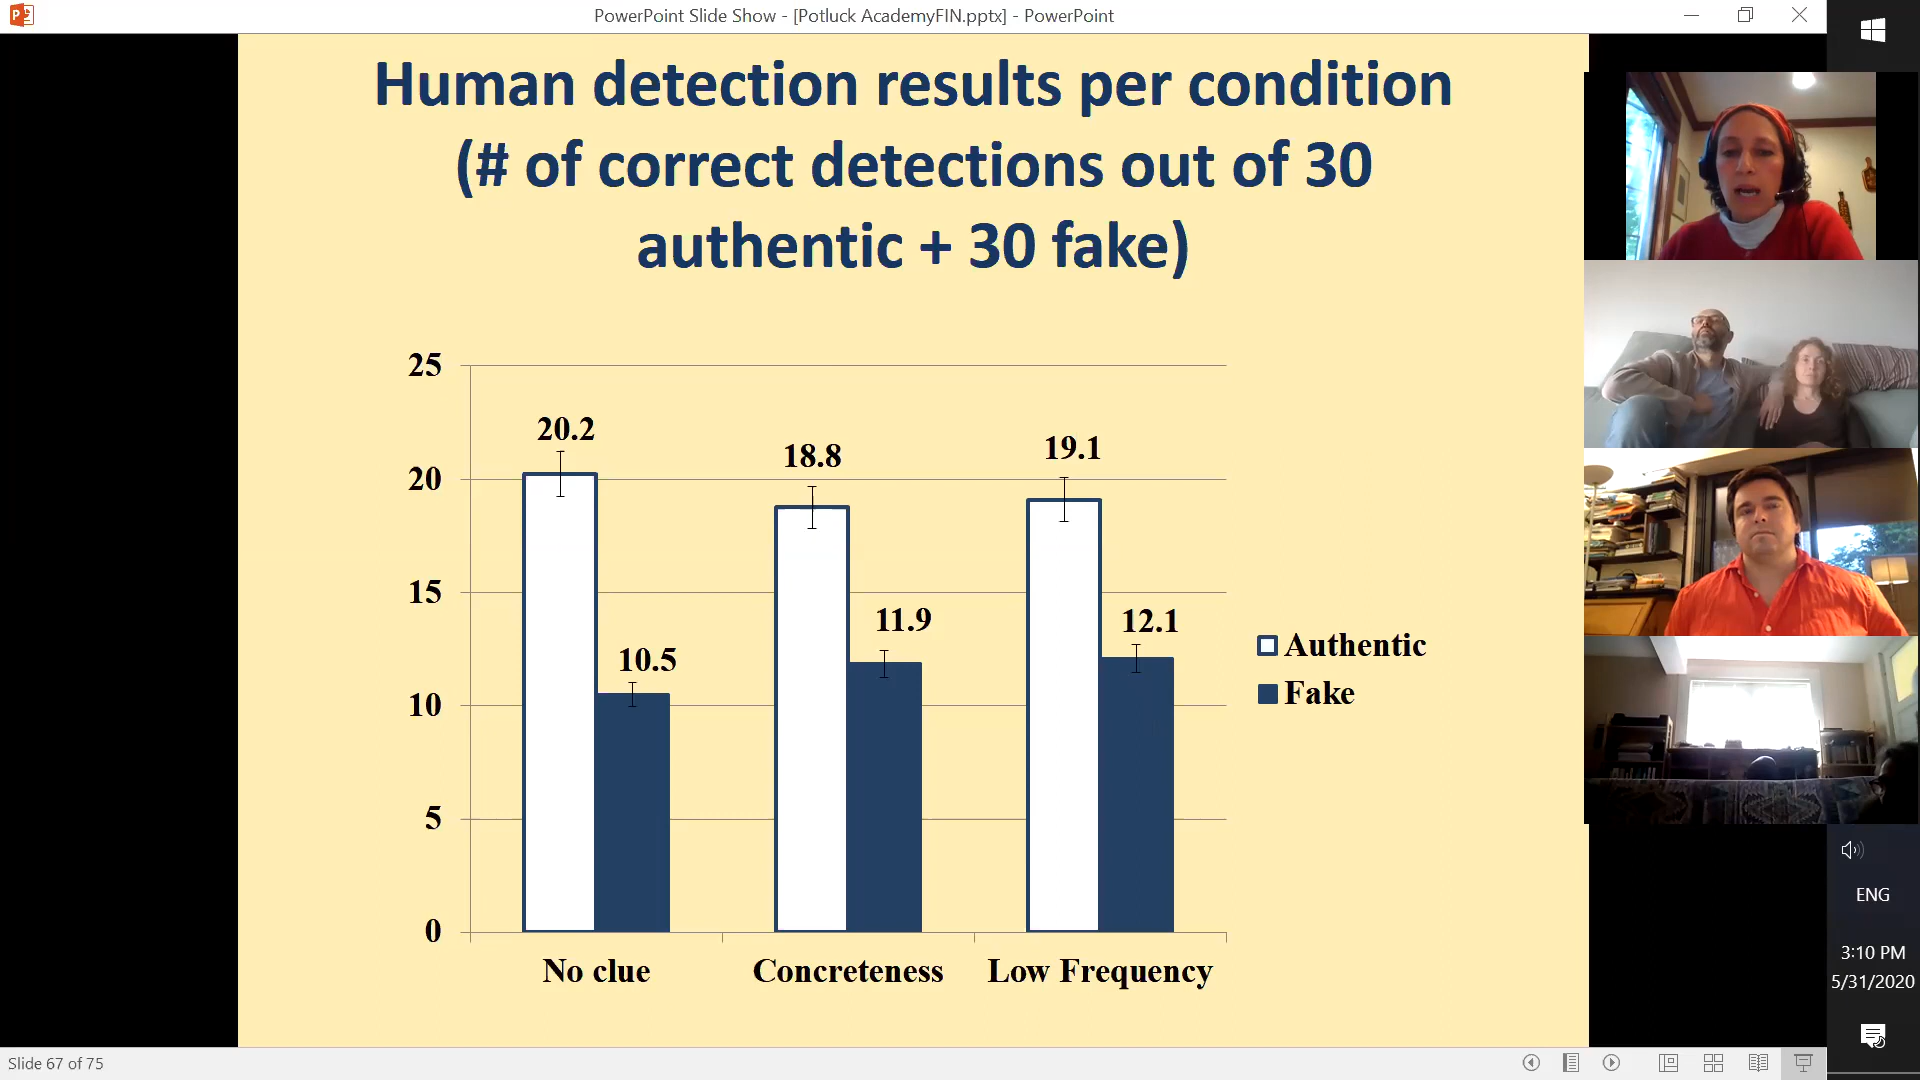 PowerPoint Slide Show - [Potluck AcademyFIN.pptx] - PowerPoint
Human detection results per condition
(# of correct detections out of 30
authentic + 30 fake)
25
20
15
10
5
0
20.2
10.5
18.8
11.9
19.1
12.1
No clue
Concreteness
Low Frequency
Authentic
Fake
ENG
3:10 PM
5/31/2020
Slide 67 of 75